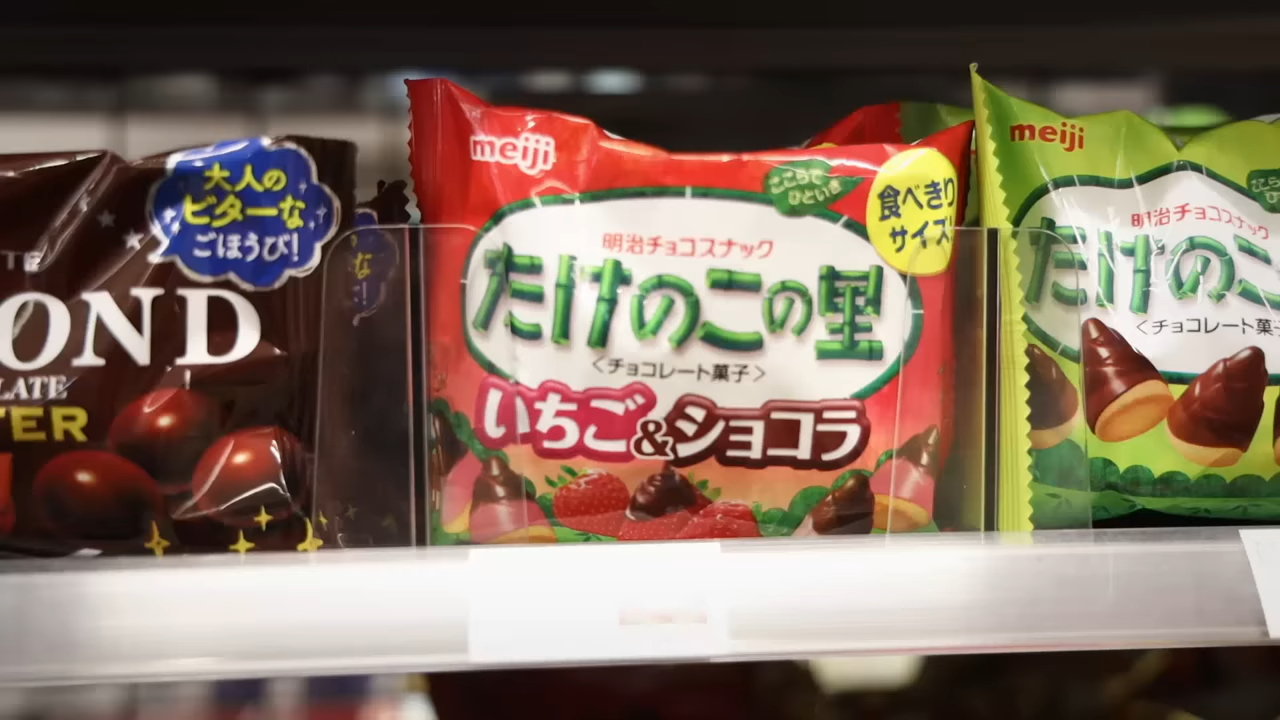 大人の
ビターな
ごほうび!
OND
LATE
TER
な
meiji
ここらで
ひといき
食べきり
サイズ
明治チョコスナック
たけのこの里
<チョコレート菓子>
いちご&ショコラ
meiji
明治チョコスナック
たけのこ
<チョコレート菓